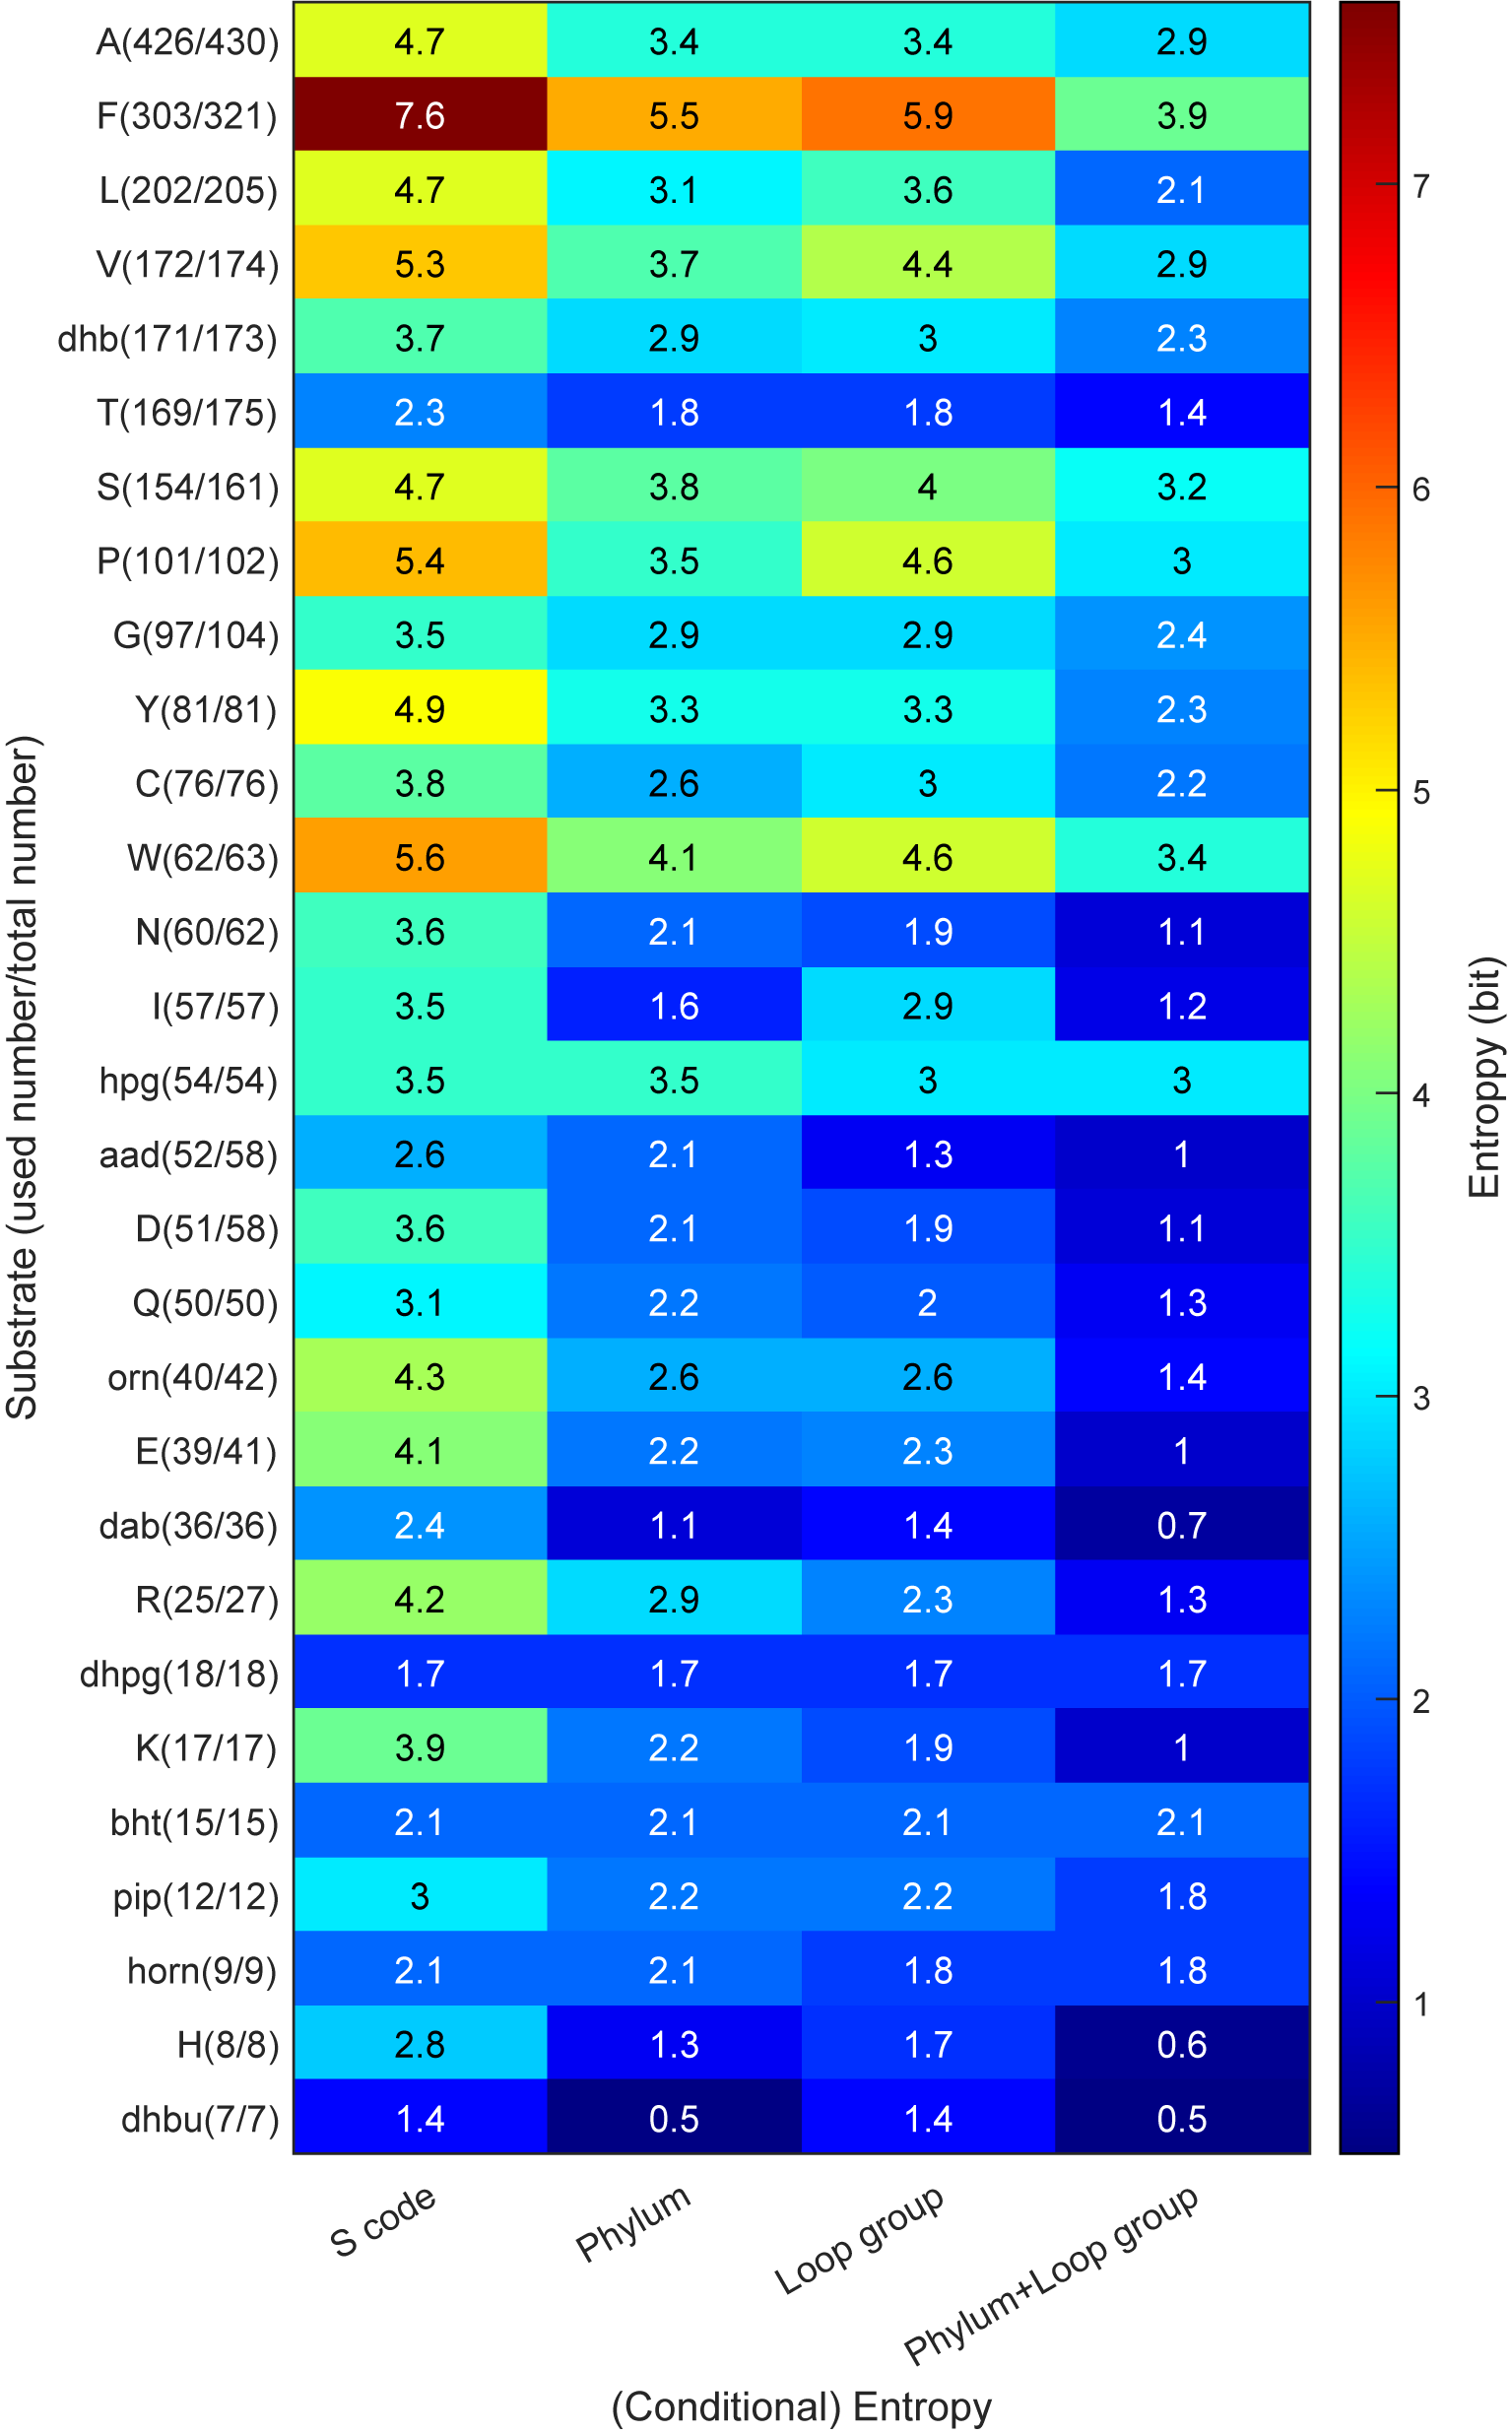 A(426/430) 4.7 3.4 3.4 2.9
F(303/321) 7.6 5.5 5.9 3.9
L(202/205) 4.7 3.1 3.6 2.1
V(172/174) 5.3 3.7 4.4 2.9
dhb(171/173) 3.7 2.9 3 2.3
T(169/175) 2.3 1.8 1.8 1.4
S(154/161) 4.7 3.8 4 3.2
P(101/102) 5.4 3.5 4.6 3
G(97/104) 3.5 2.9 2.9 2.4
Y(81/81) 4.9 3.3 3.3 2.3
C(76/76) 3.8 2.6 3 2.2
W(62/63) 5.6 4.1 4.6 3.4
N(60/62) 3.6 2.1 1.9 1.1
I(57/57) 3.5 1.6 2.9 1.2
hpg(54/54) 3.5 3.5 3 3
aad(52/58) 2.6 2.1 1.3 1
D(51/58) 3.6 2.1 1.9 1.1
Q(50/50) 3.1 2.2 2 1.3
orn(40/42) 4.3 2.6 2.6 1.4
E(39/41) 4.1 2.2 2.3 1
dab(36/36) 2.4 1.1 1.4 0.7
R(25/27) 4.2 2.9 2.3 1.3
dhpg(18/18) 1.7 1.7 1.7 1.7
K(17/17) 3.9 2.2 1.9 1
bht(15/15) 2.1 2.1 2.1 2.1
pip(12/12) 3 2.2 2.2 1.8
horn(9/9) 2.1 2.1 1.8 1.8
H(8/8) 2.8 1.3 1.7 0.6
dhbu(7/7) 1.4 0.5 1.4 0.5
S code
Phylum
Loop group
Phylum+Loop group
(Conditional) Entropy
Substrate (used number/total number)
7
6
5
4
3
2
1
Entroppy (bit)